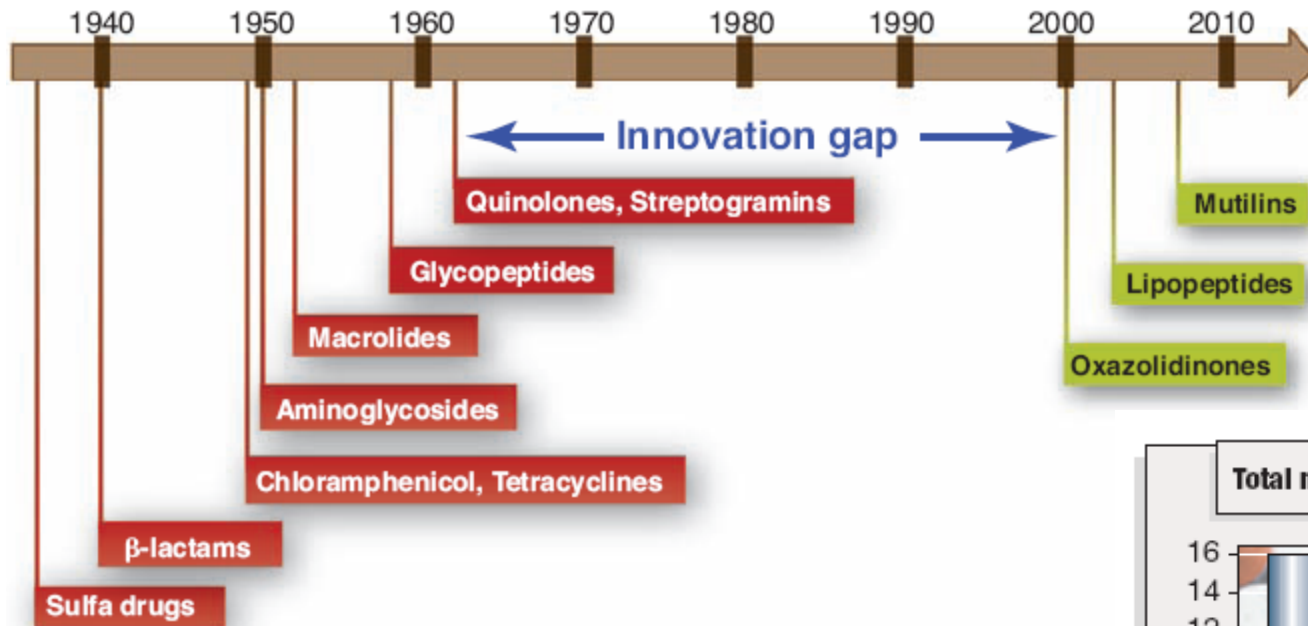 1940 1950 1960 1970 1980 1990 2000 2010
Innovation gap
Quinolones, Streptogramins
Mutilins
Glycopeptides
Lipopeptides
Macrolides
Oxazolidinones
Aminoglycosides
Chloramphenicol, Tetracyclines
Total
β-lactams
16
14
Sulfa drugs